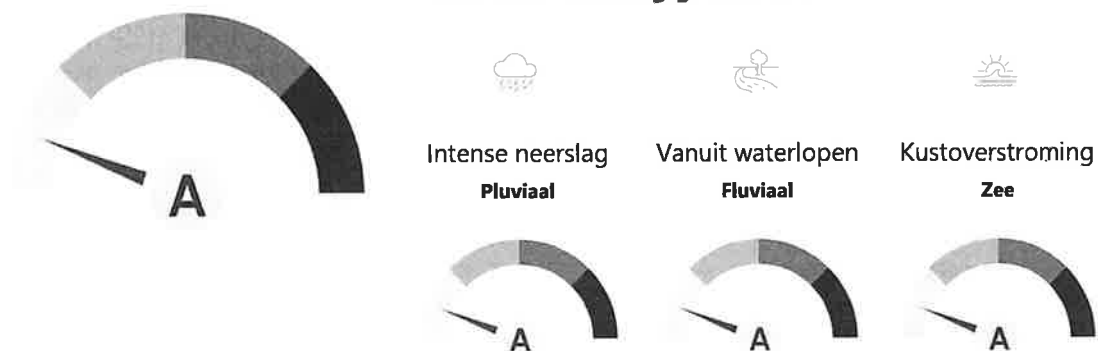 A
Intense neerslag
Pluviaal
A
Vanuit waterlopen
Fluviaal
A
Kustoverstroming
Zee
A